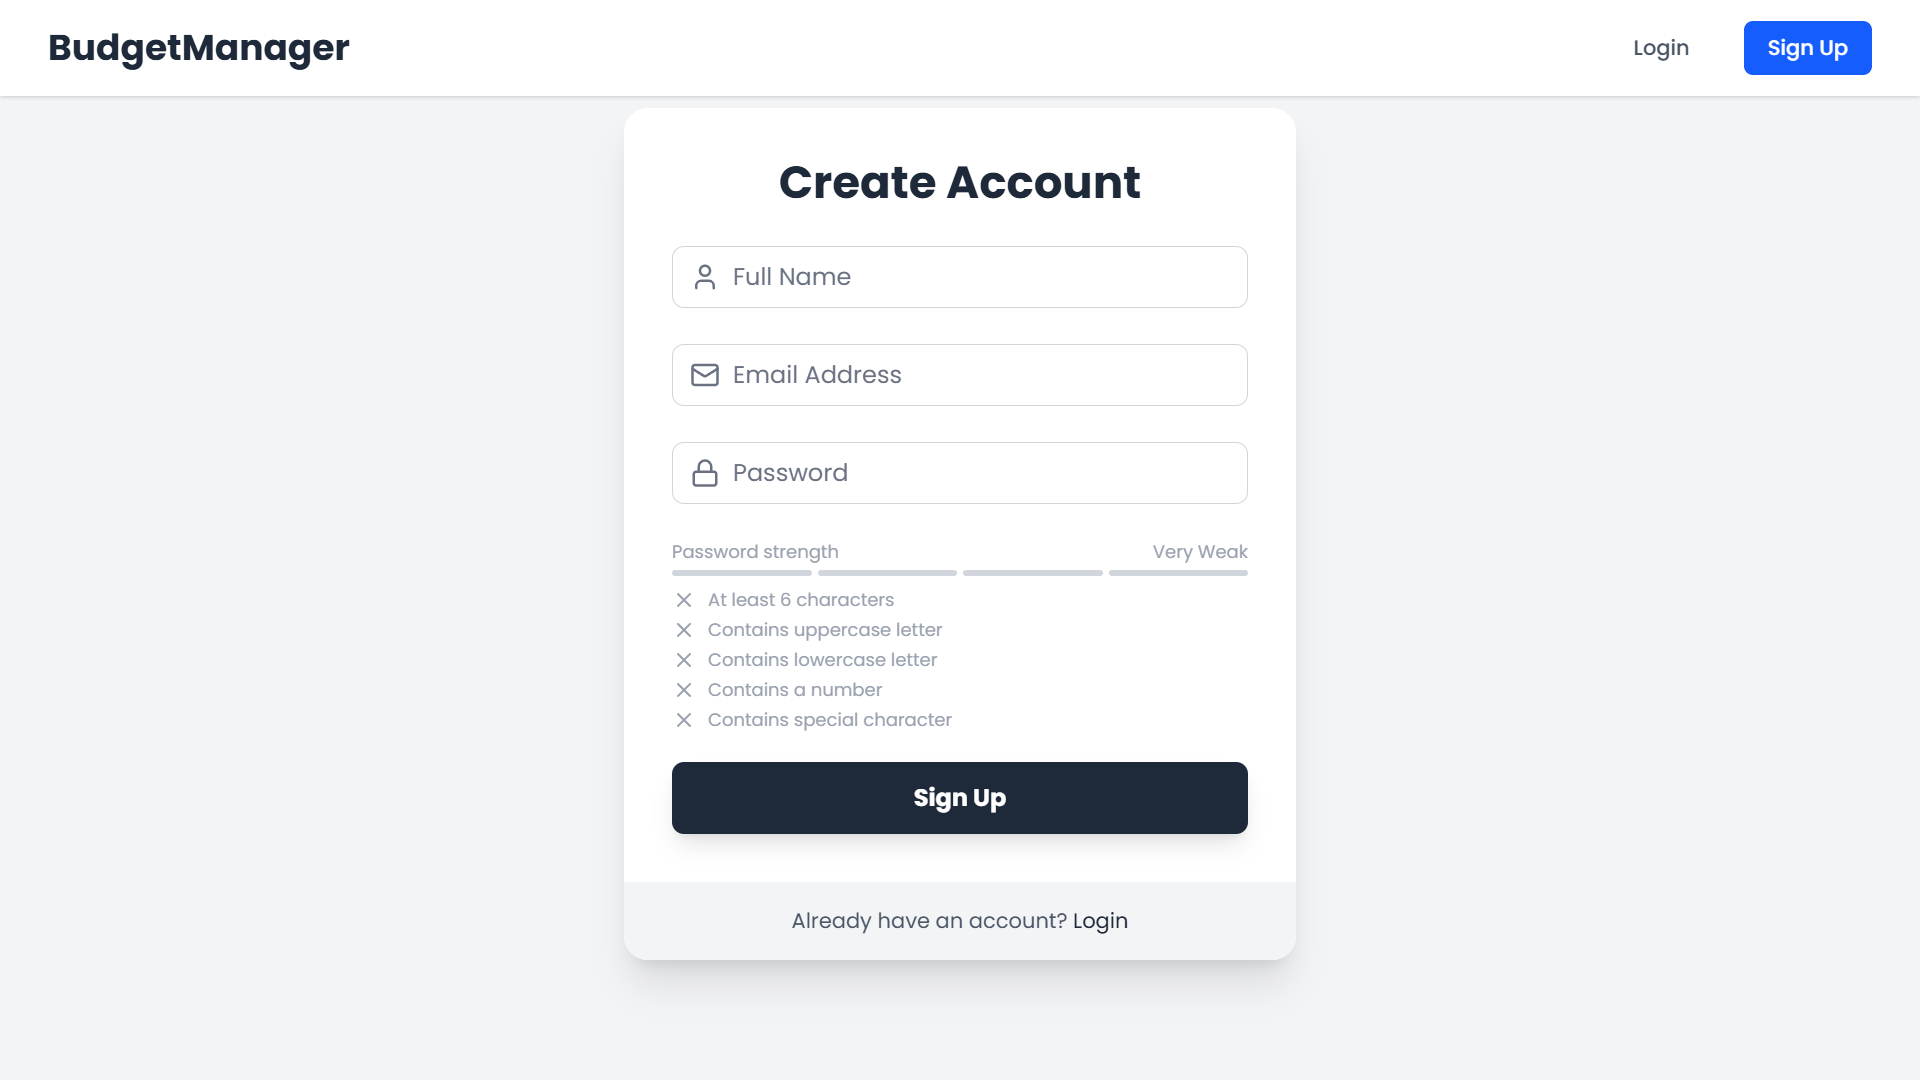 BudgetManager
Login
Sign Up
Create Account
Full Name
Email Address
Password
Password strength
Very Weak
At least 6 characters
Contains uppercase letter
Contains lowercase letter
Contains a number
Contains special character
Sign Up
Already have an account? Login